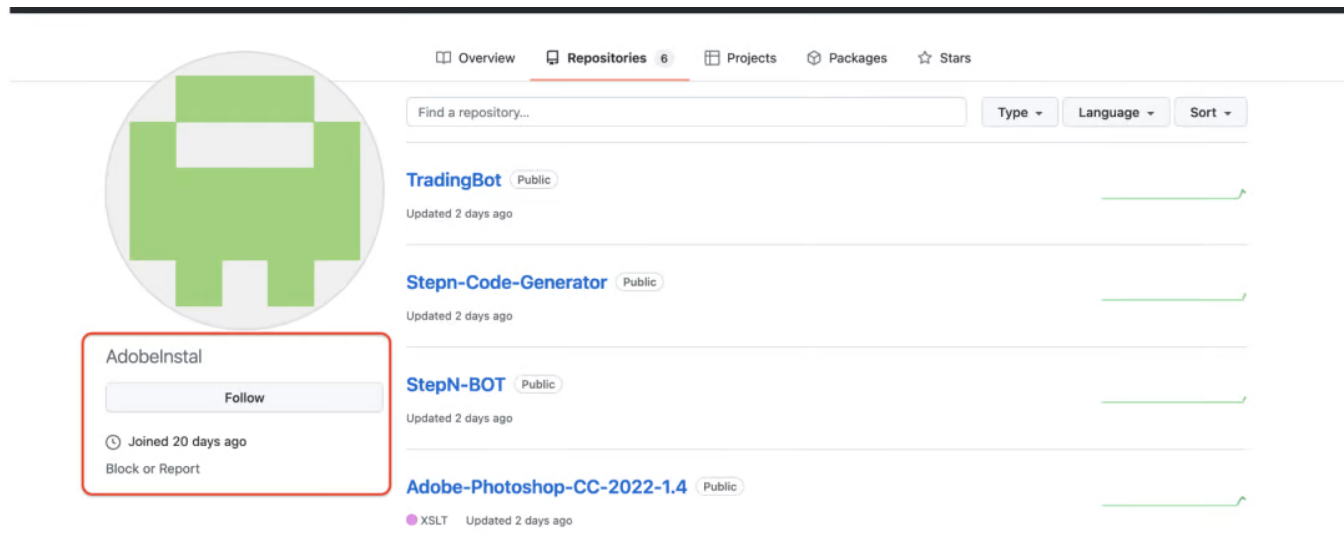 Overview Repositories 6 Projects Packages Stars
Find a repository... Type Language Sort
TradingBot Public
Updated 2 days ago
Stepn-Code-Generator Public
Updated 2 days ago
AdobeInstal
Follow
Joined 20 days ago
Block or Report
StepN-BOT Public
Updated 2 days ago
Adobe-Photoshop-CC-2022-1.4 Public
XSLT Updated 2 days ago